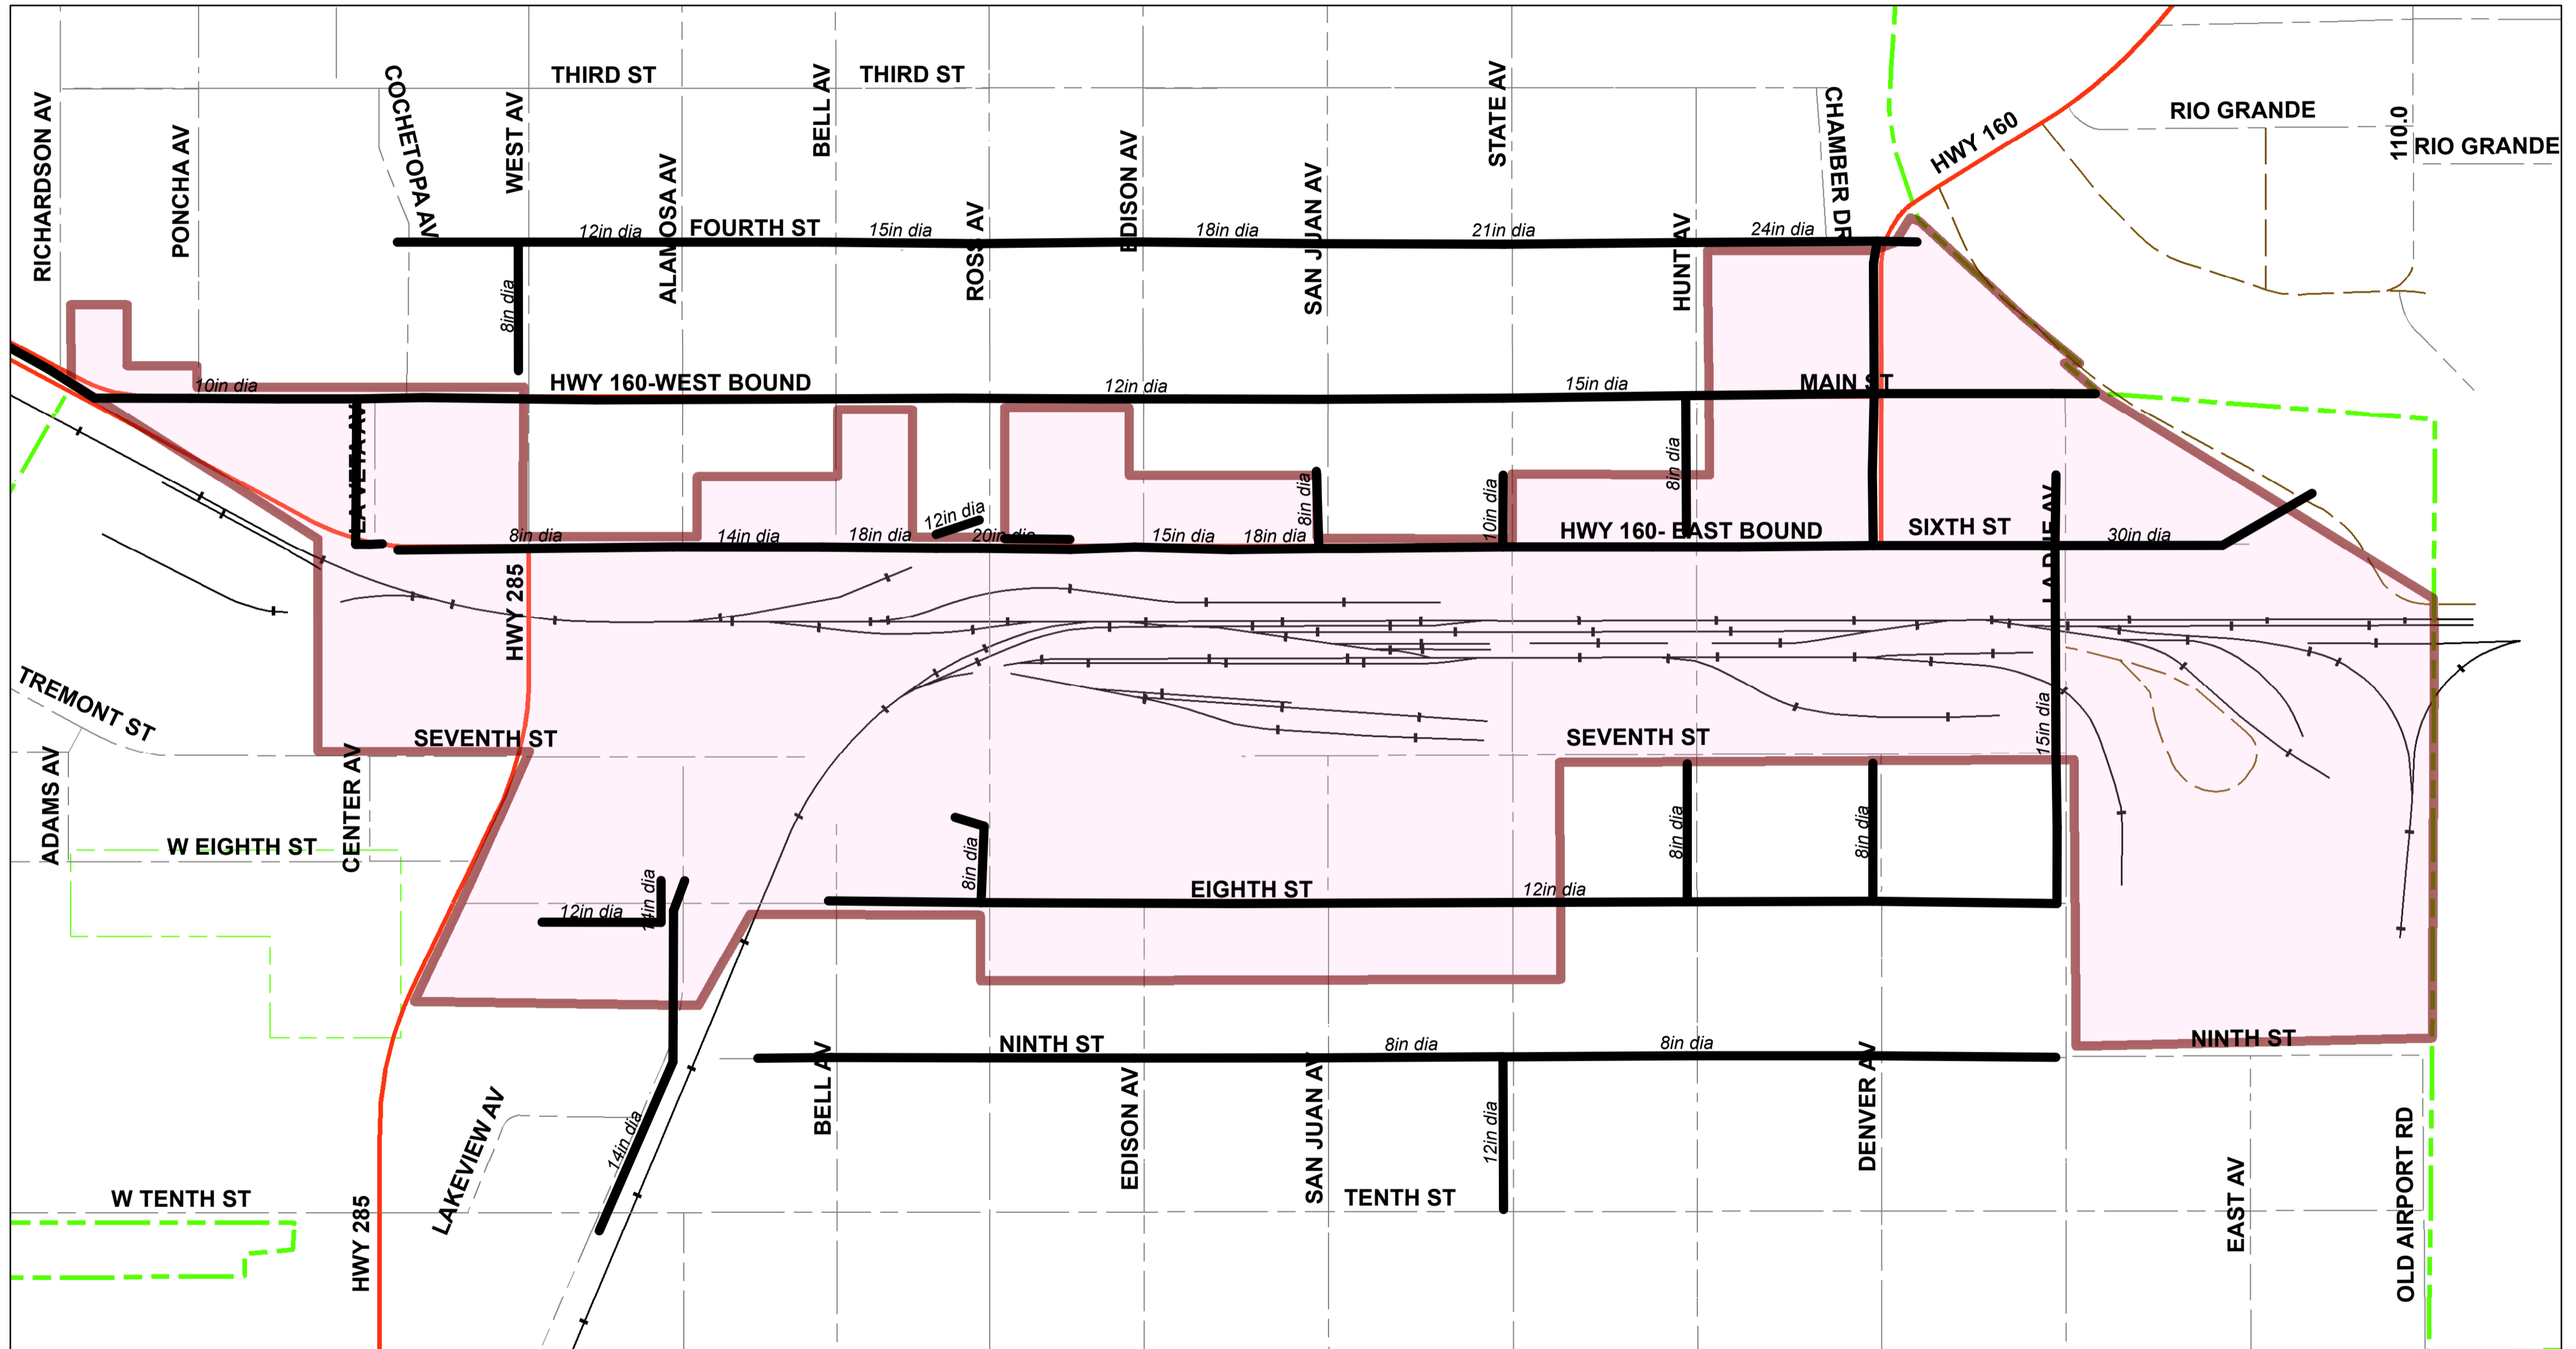 THIRD ST
THIRD ST
RICHARDSON AV
PONCHA AV
COCHETOPA AV
WEST AV
ALAMOSA AV
BELL AV
ROSS AV
EDISON AV
SAN JUAN AV
STATE AV
HUNT AV
CHAMBER DR
HWY 160
RIO GRANDE
110.0
RIO GRANDE
12in dia
FOURTH ST
15in dia
18in dia
21in dia
24in dia
8in dia
10in dia
HWY 160-WEST BOUND
12in dia
15in dia
MAIN ST
LA VETA AV
8in dia
14in dia
18in dia
12in dia
20in dia
15in dia
18in dia
8in dia
10in dia
8in dia
HWY 160- EAST BOUND
SIXTH ST
30in dia
HWY 285
LADUE AV
TREMONT ST
SEVENTH ST
SEVENTH ST
15in dia
ADAMS AV
CENTER AV
W EIGHTH ST
8in dia
8in dia
8in dia
12in dia
14in dia
EIGHTH ST
12in dia
NINTH ST
8in dia
8in dia
NINTH ST
BELL AV
EDISON AV
SAN JUAN AV
12in dia
DENVER AV
14in dia
LAKEVIEW AV
W TENTH ST
HWY 285
TENTH ST
EAST AV
OLD AIRPORT RD